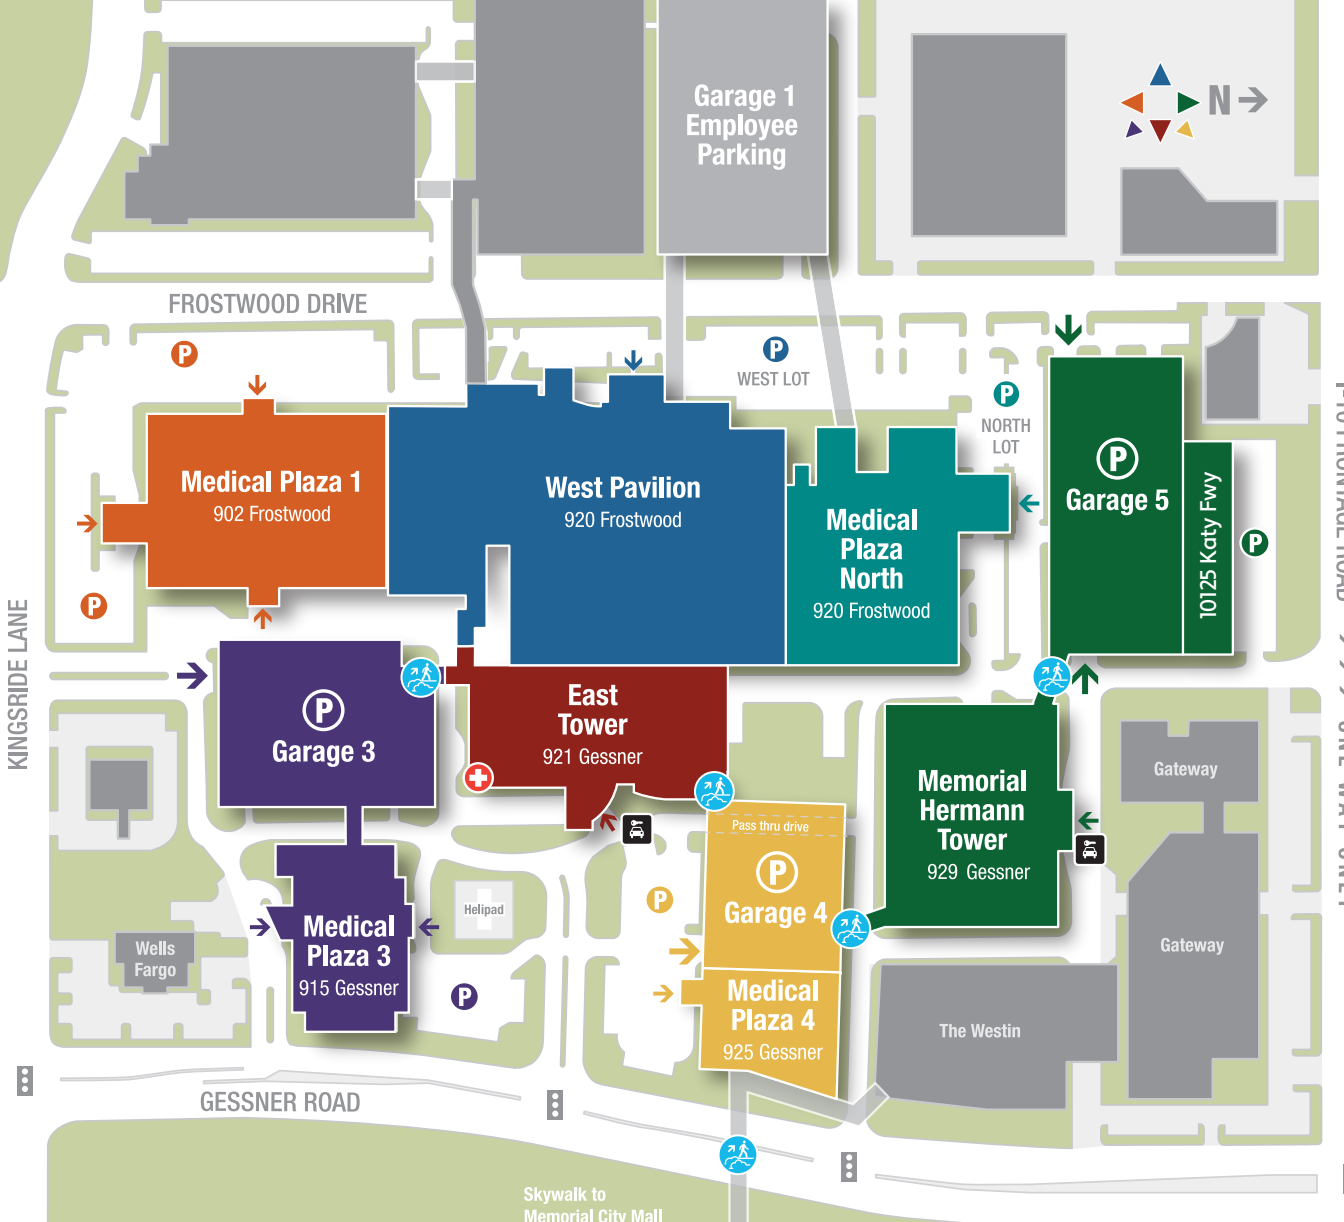 Garage 1
Employee
Parking
N
FROSTWOOD DRIVE
P
P
WEST LOT
P
NORTH
LOT
Medical Plaza 1
902 Frostwood
West Pavilion
920 Frostwood
Medical
Plaza
North
920 Frostwood
P
Garage 5
10125 Katy Fwy
P
P
KINGSRIDE LANE
P
Garage 3
East
Tower
921 Gessner
Memorial
Hermann
Tower
929 Gessner
Gateway
Pass thru drive
P
Garage 4
P
Helipad
Medical
Plaza 3
915 Gessner
P
Wells
Fargo
Gateway
Medical
Plaza 4
925 Gessner
The Westin
GESSNER ROAD
Skywalk to
Memorial City Mall